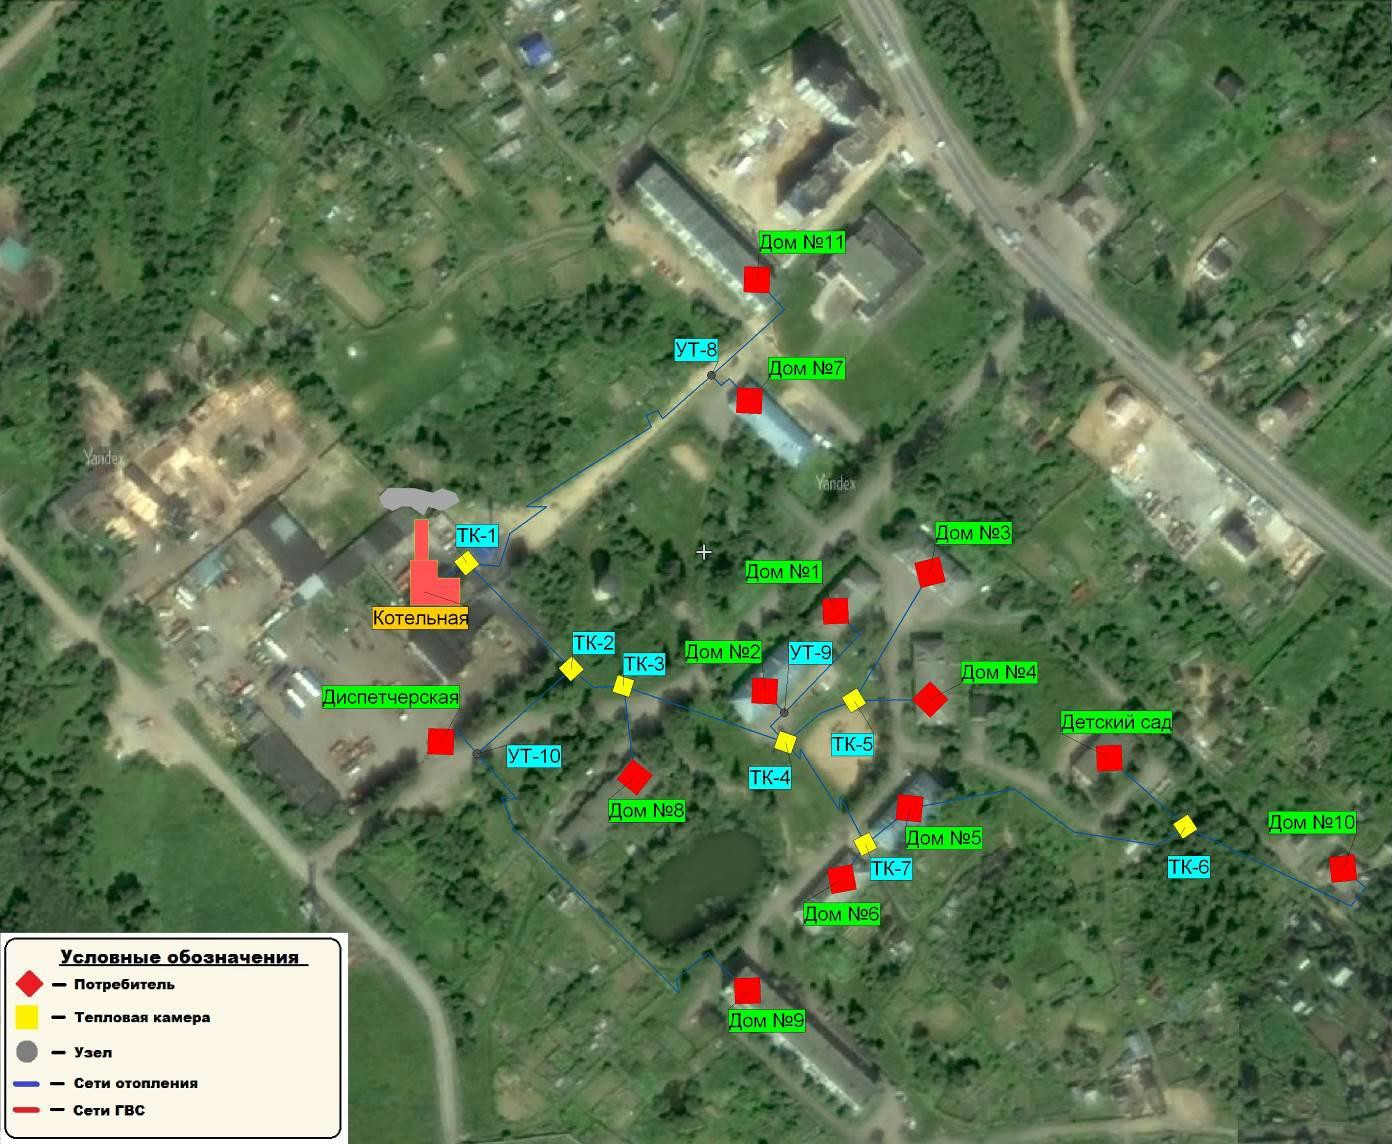 Дом №11
УТ-8
Дом №7
Yandex
Yandex
ТК-1
Дом №3
Дом №1
Котельная
ТК-2
Дом №2
УТ-9
ТК-3
Дом №4
Диспетчерская
Детский сад
ТК-5
УТ-10
ТК-4
Дом №8
Дом №10
Дом №5
ТК-7
ТК-6
Дом №6
Условные обозначения
– Потребитель
– Тепловая камера
– Узел
– Сети отопления
– Сети ГВС
Дом №9